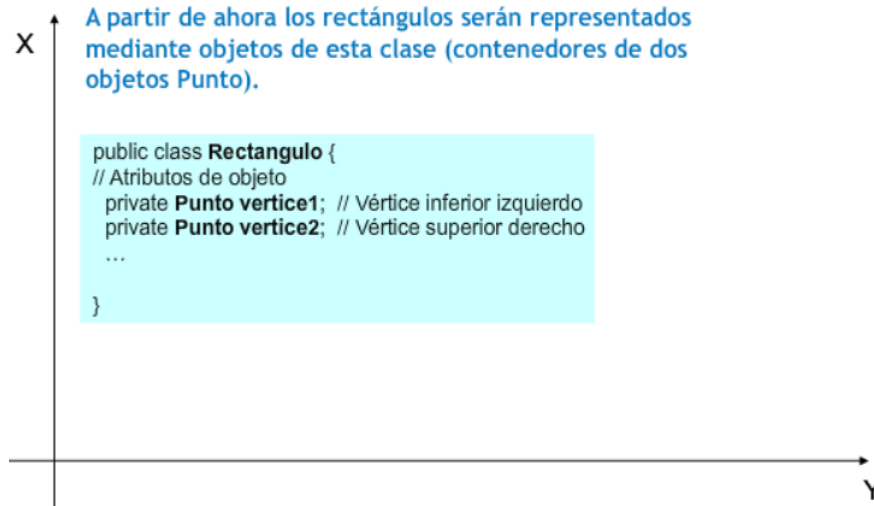 A partir de ahora los rectángulos serán representados
X
mediante objetos de esta clase (contenedores de dos
objetos Punto).
public class Rectangulo {
// Atributos de objeto
private Punto vertice1; // Vértice inferior izquierdo
private Punto vertice2; // Vértice superior derecho
...
}
Y